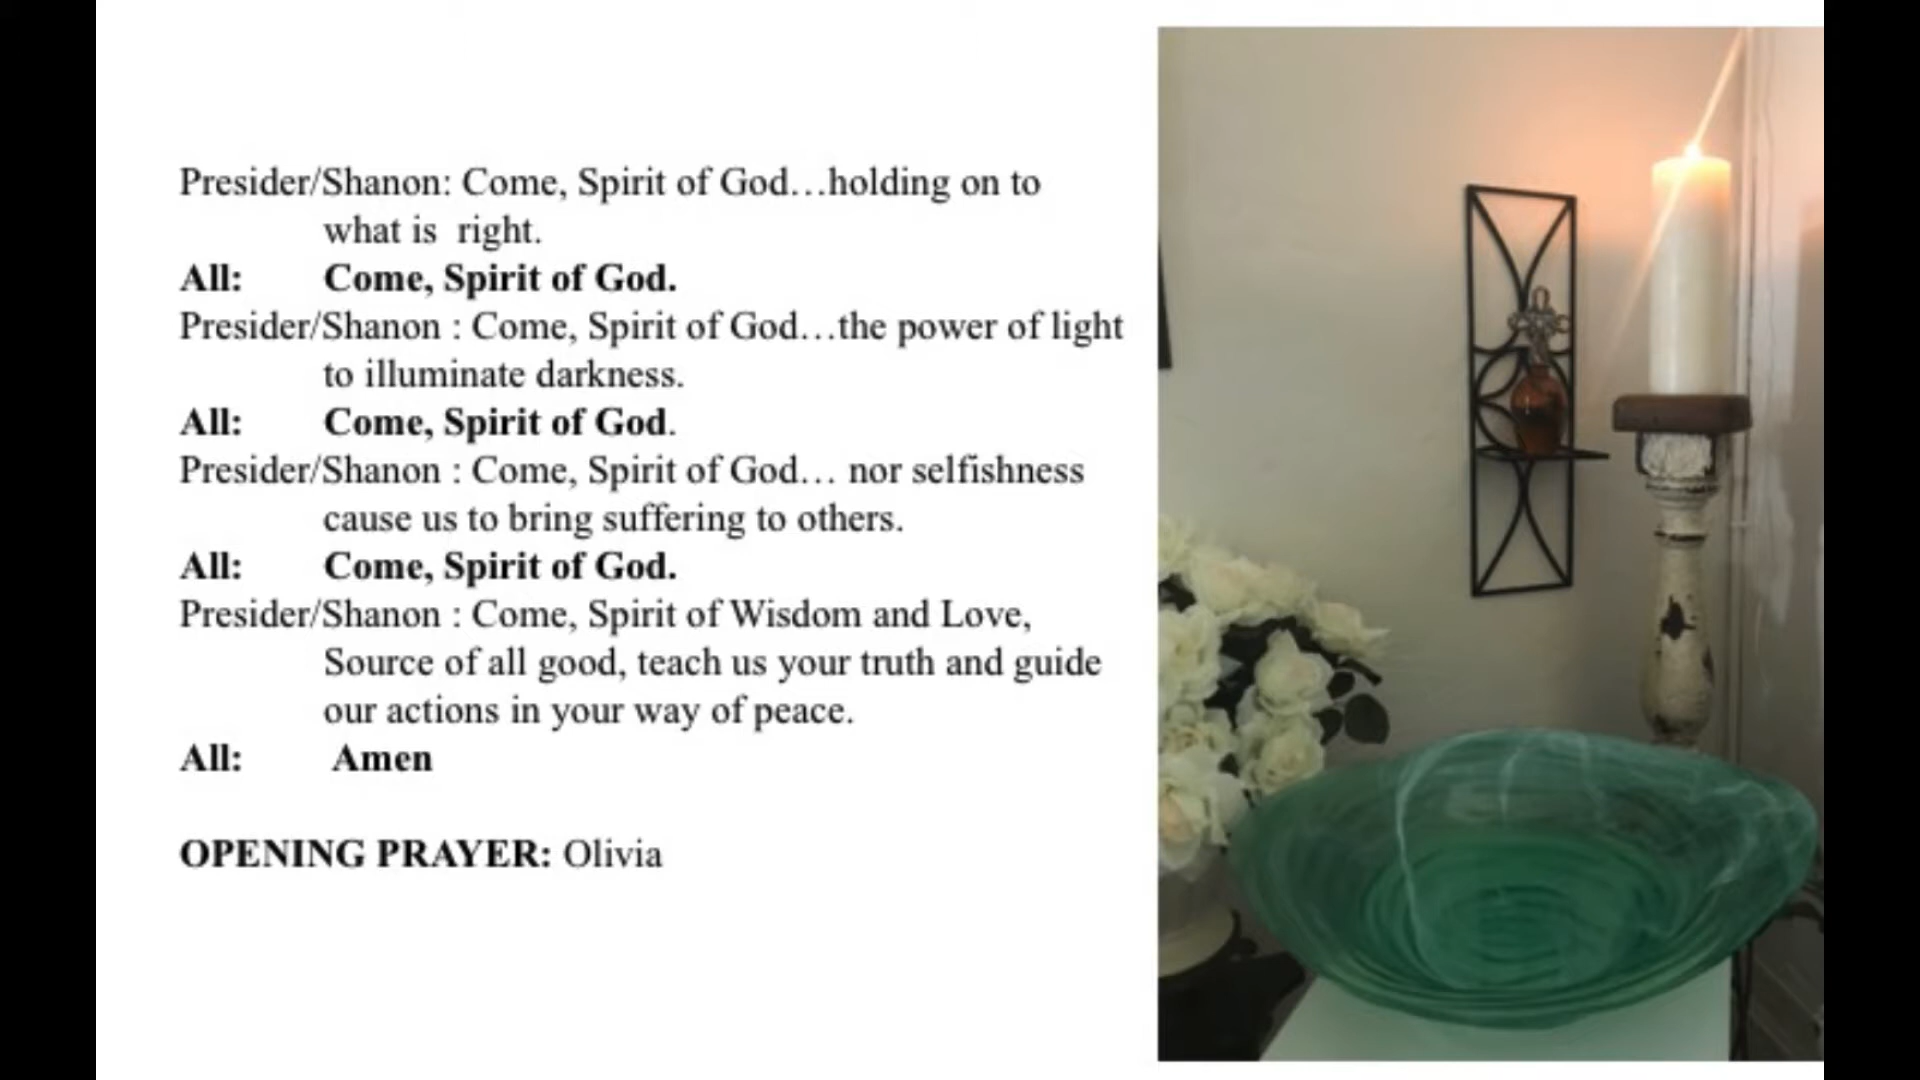 Presider/Shanon: Come, Spirit of God…holding on to
what is  right.
All: Come, Spirit of God.
Presider/Shanon : Come, Spirit of God…the power of light
to illuminate darkness.
All: Come, Spirit of God.
Presider/Shanon : Come, Spirit of God… nor selfishness
cause us to bring suffering to others.
All: Come, Spirit of God.
Presider/Shanon : Come, Spirit of Wisdom and Love,
Source of all good, teach us your truth and guide
our actions in your way of peace.
All: Amen
OPENING PRAYER: Olivia